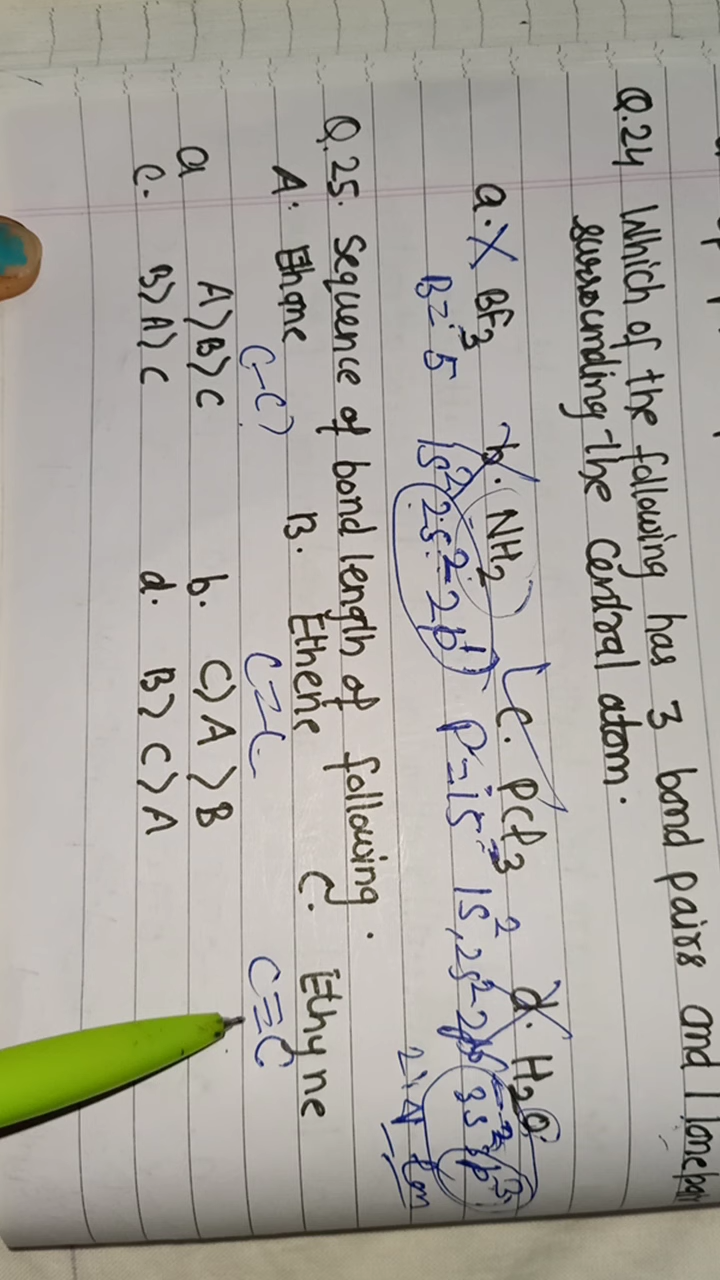 Q.24 Which of the following has 3 bond pairs and 1 lonepair
surrounding the central atom.
a. BF3 b. NH2 c. PCl3 d. H2O
B = 5 1s2 2s2 2p1 P = 15 1s2, 2s2 2p6 3s2 3p3
Q.25. Sequence of bond length of following.
A: Ethane B. Ethene C. Ethyne
C-C> C=C C≡C
a A>B>C b. C>A>B
c. B>A>C d. B>C>A